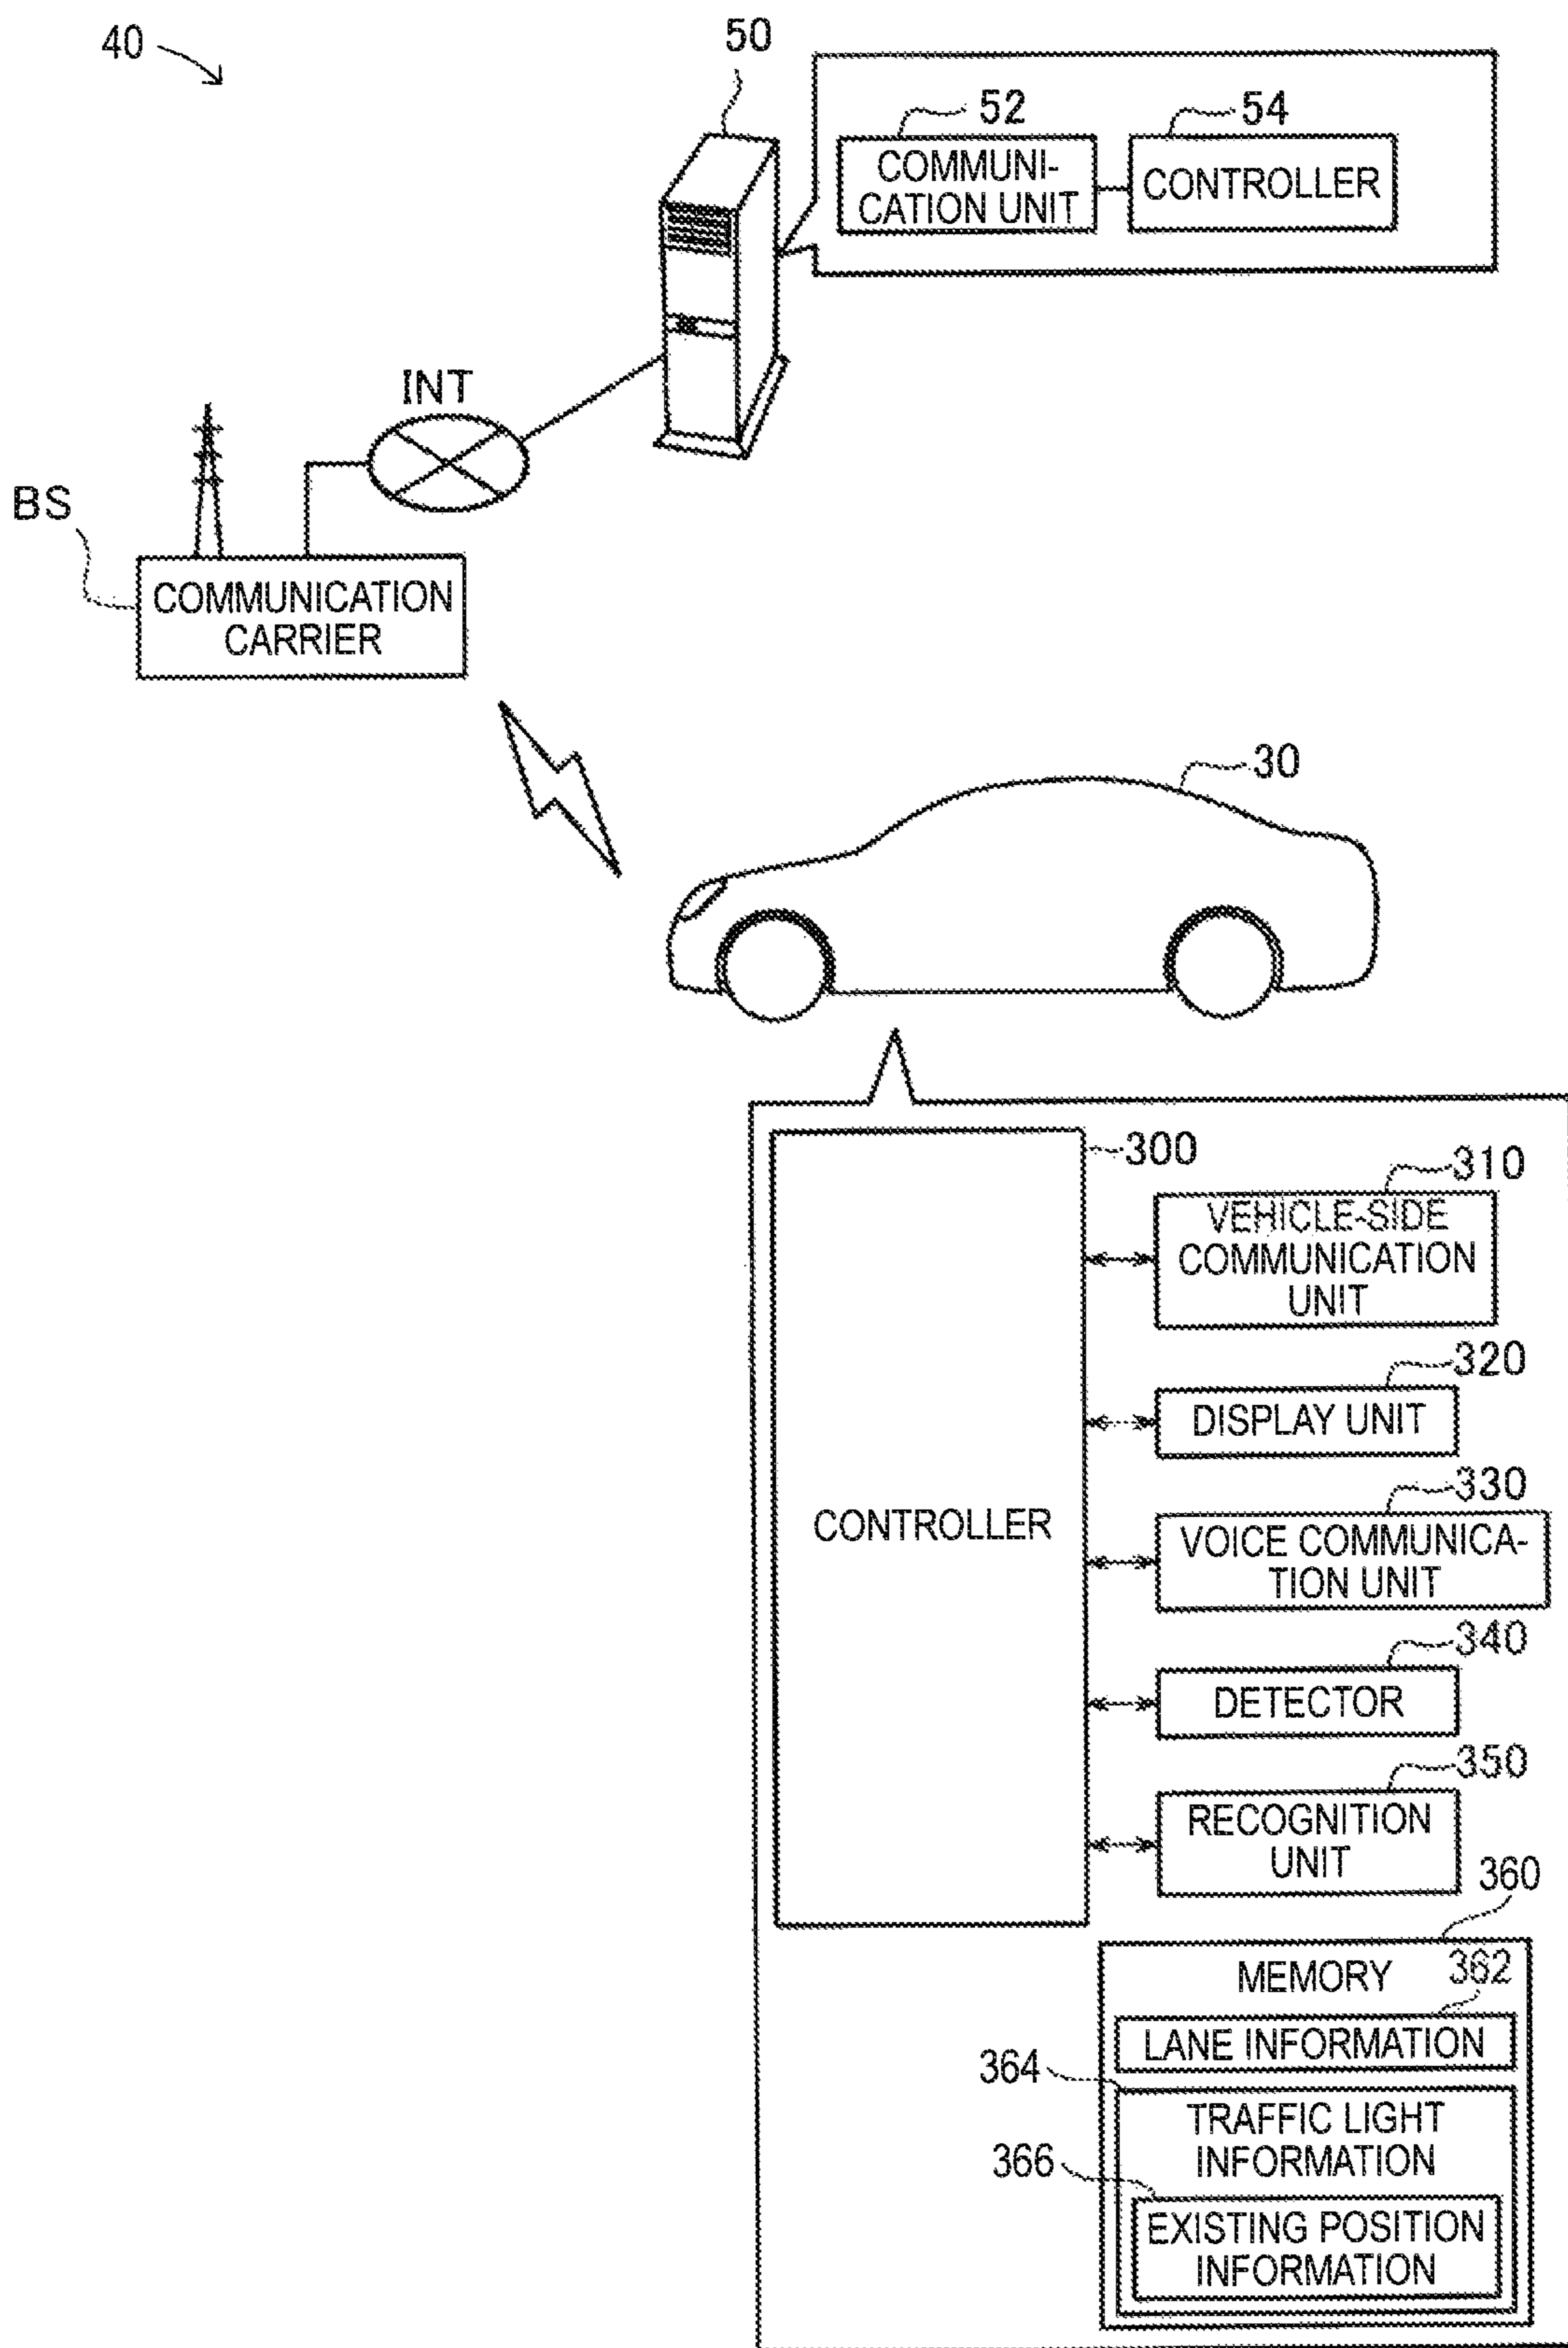 40
50
52
54
COMMUNI-
CATION UNIT
CONTROLLER
INT
BS
COMMUNICATION
CARRIER
30
300
CONTROLLER
310
VEHICLE-SIDE
COMMUNICATION
UNIT
320
DISPLAY UNIT
330
VOICE COMMUNICA-
TION UNIT
340
DETECTOR
350
RECOGNITION
UNIT
360
MEMORY
362
LANE INFORMATION
364
TRAFFIC LIGHT
INFORMATION
366
EXISTING POSITION
INFORMATION